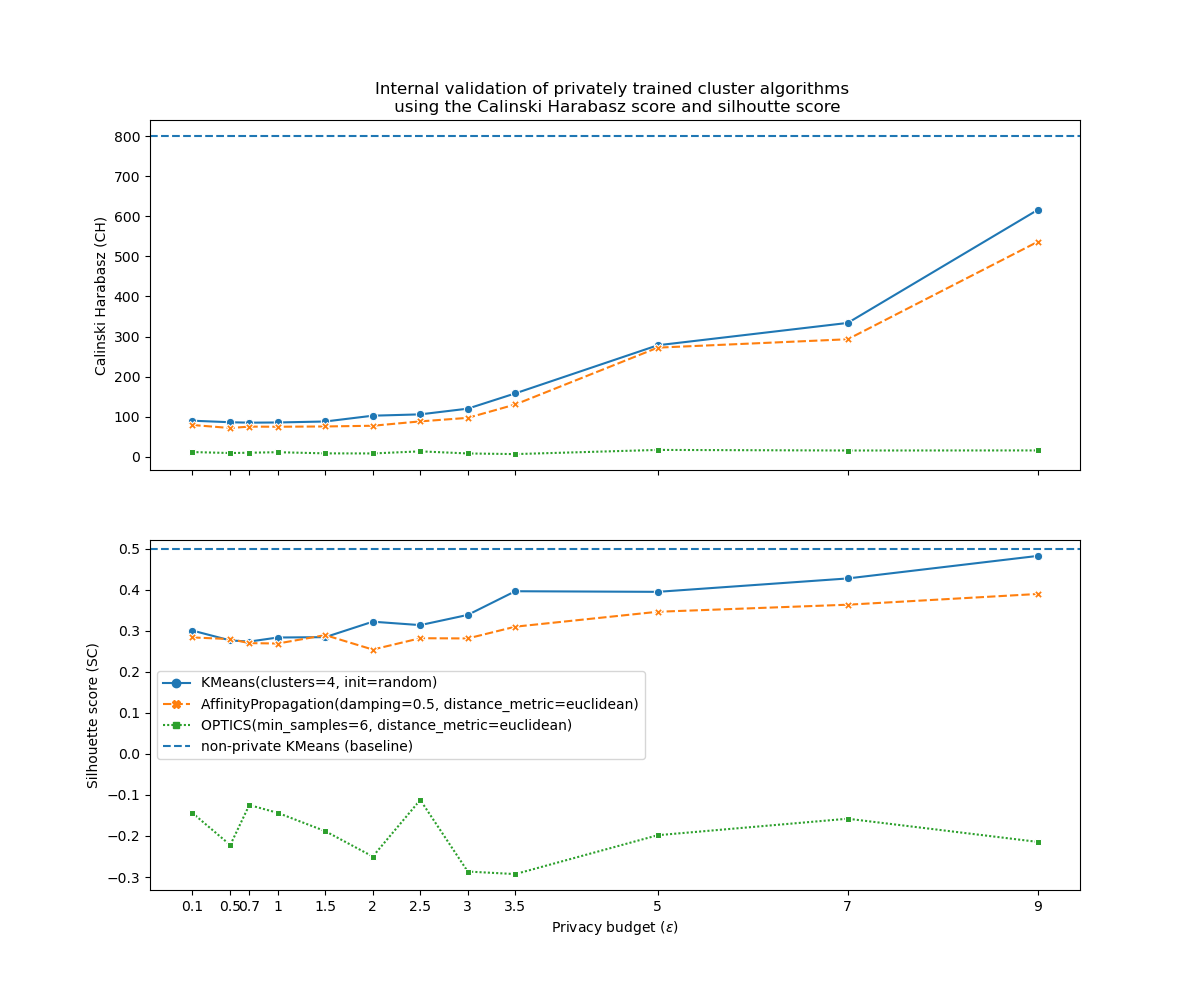 Internal validation of privately trained cluster algorithms
using the Calinski Harabasz score and silhoutte score
Calinski Harabasz (CH)
800
700
600
500
400
300
200
100
0
Silhouette score (SC)
0.5
0.4
0.3
0.2
0.1
0.0
−0.1
−0.2
−0.3
KMeans(clusters=4, init=random)
AffinityPropagation(damping=0.5, distance_metric=euclidean)
OPTICS(min_samples=6, distance_metric=euclidean)
non-private KMeans (baseline)
0.1 0.5 0.7 1 1.5 2 2.5 3 3.5 5 7 9
Privacy budget (ε)